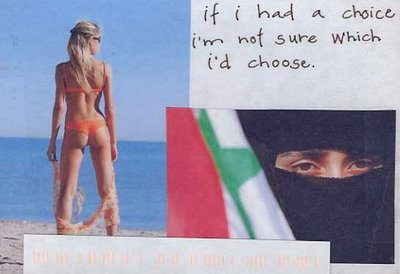 if i had a choice
i'm not sure which
i'd choose.